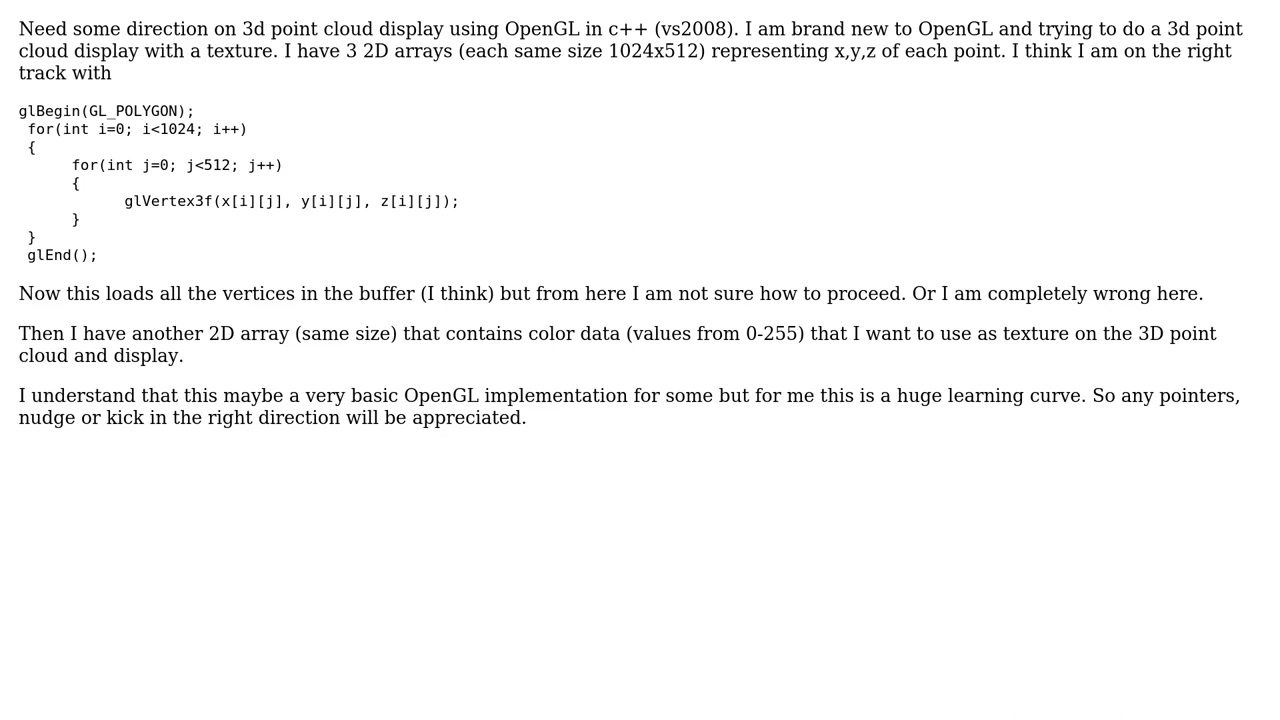 Need some direction on 3d point cloud display using OpenGL in c++ (vs2008). I am brand new to OpenGL and trying to do a 3d point
cloud display with a texture. I have 3 2D arrays (each same size 1024x512) representing x,y,z of each point. I think I am on the right
track with
glBegin(GL_POLYGON);
 for(int i=0; i<1024; i++)
 {
      for(int j=0; j<512; j++)
      {
            glVertex3f(x[i][j], y[i][j], z[i][j]);
      }
 }
 glEnd();
Now this loads all the vertices in the buffer (I think) but from here I am not sure how to proceed. Or I am completely wrong here.
Then I have another 2D array (same size) that contains color data (values from 0-255) that I want to use as texture on the 3D point
cloud and display.
I understand that this maybe a very basic OpenGL implementation for some but for me this is a huge learning curve. So any pointers,
nudge or kick in the right direction will be appreciated.